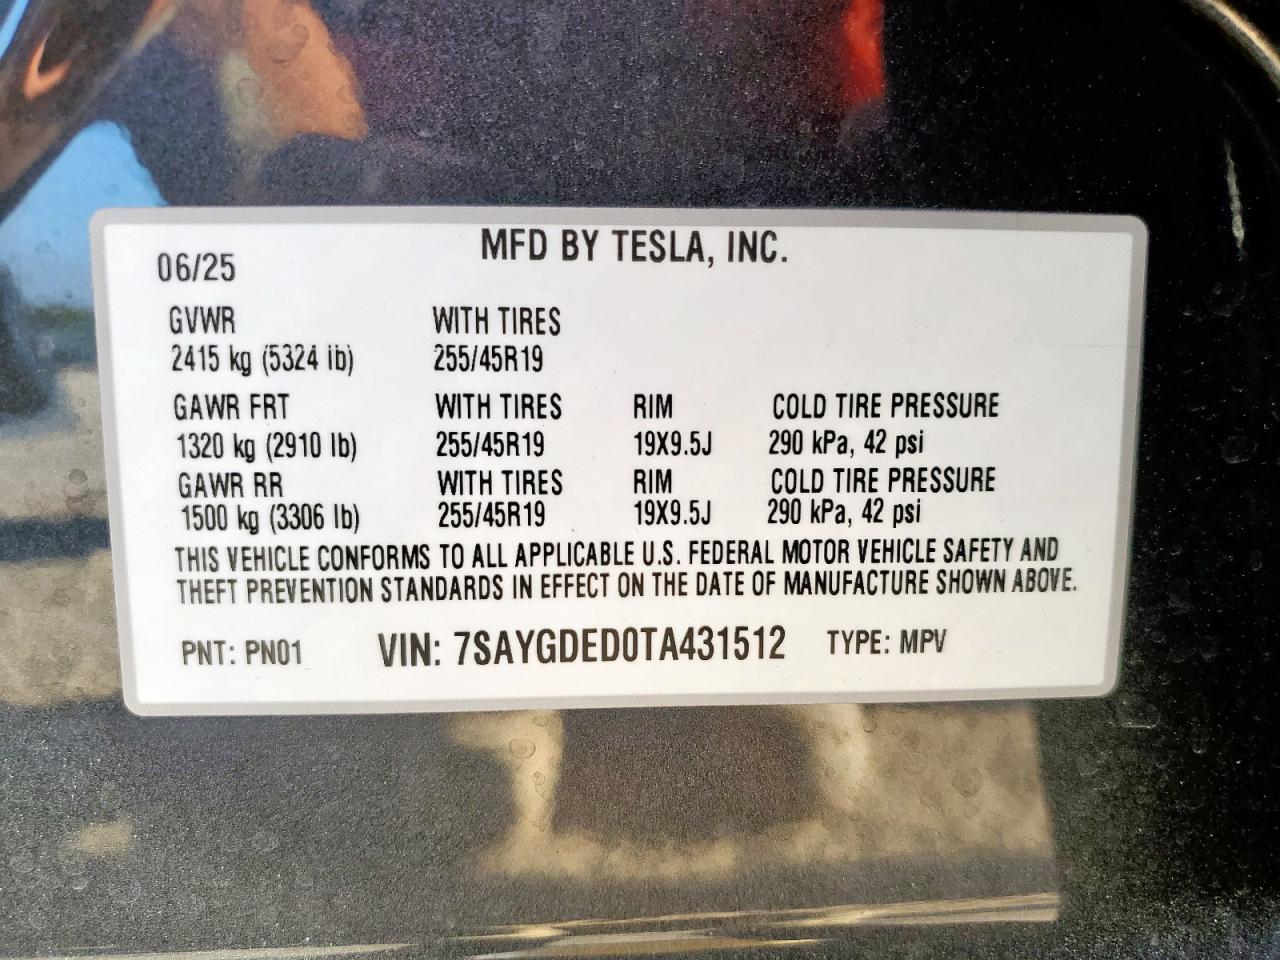 MFD BY TESLA, INC.
06/25
GVWR WITH TIRES
2415 kg (5324 lb) 255/45R19
GAWR FRT WITH TIRES RIM COLD TIRE PRESSURE
1320 kg (2910 lb) 255/45R19 19X9.5J 290 kPa, 42 psi
GAWR RR WITH TIRES RIM COLD TIRE PRESSURE
1500 kg (3306 lb) 255/45R19 19X9.5J 290 kPa, 42 psi
THIS VEHICLE CONFORMS TO ALL APPLICABLE U.S. FEDERAL MOTOR VEHICLE SAFETY AND
THEFT PREVENTION STANDARDS IN EFFECT ON THE DATE OF MANUFACTURE SHOWN ABOVE.
PNT: PN01 VIN: 7SAYGDED0TA431512 TYPE: MPV